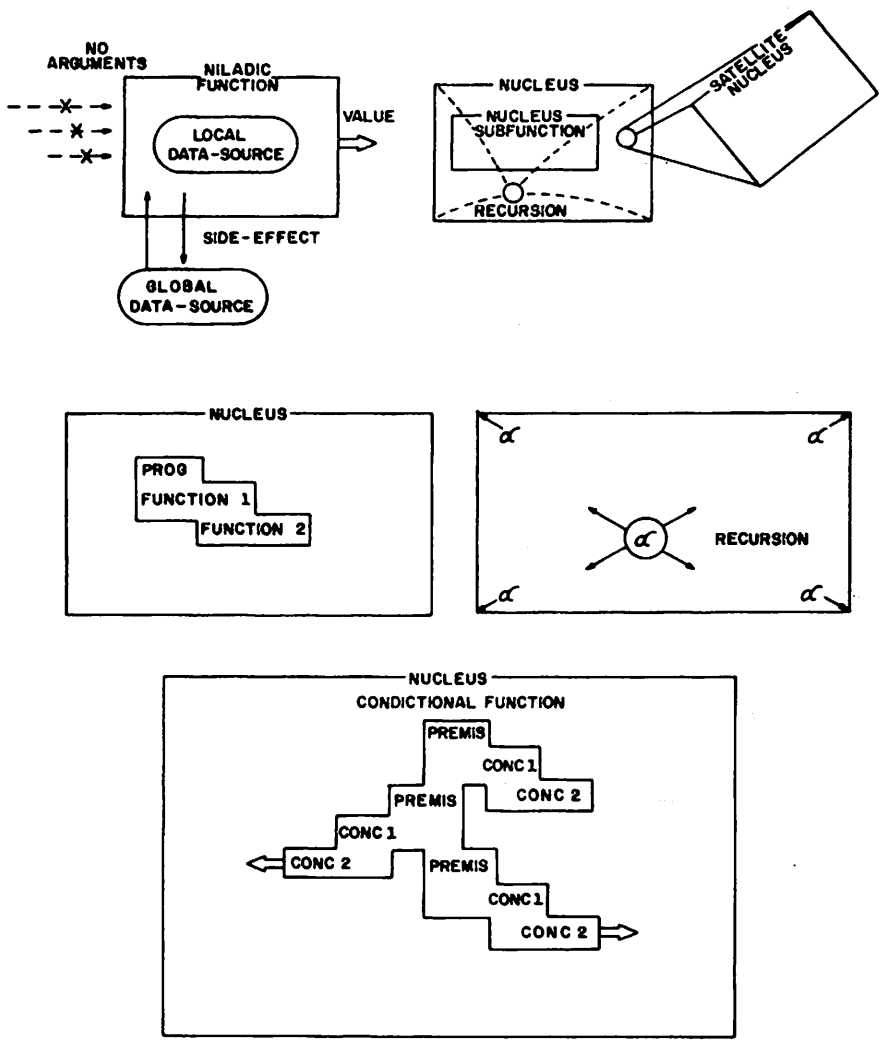 NO
ARGUMENTS
NILADIC
FUNCTION
LOCAL
DATA-SOURCE
VALUE
SIDE-EFFECT
GLOBAL
DATA-SOURCE
NUCLEUS
NUCLEUS
SUBFUNCTION
RECURSION
SATELLITE
NUCLEUS
NUCLEUS
PROG
FUNCTION 1
FUNCTION 2
α
α
α
RECURSION
α
α
NUCLEUS
CONDICTIONAL FUNCTION
PREMIS
CONC 1
CONC 2
PREMIS
CONC 1
CONC 2
PREMIS
CONC 1
CONC 2